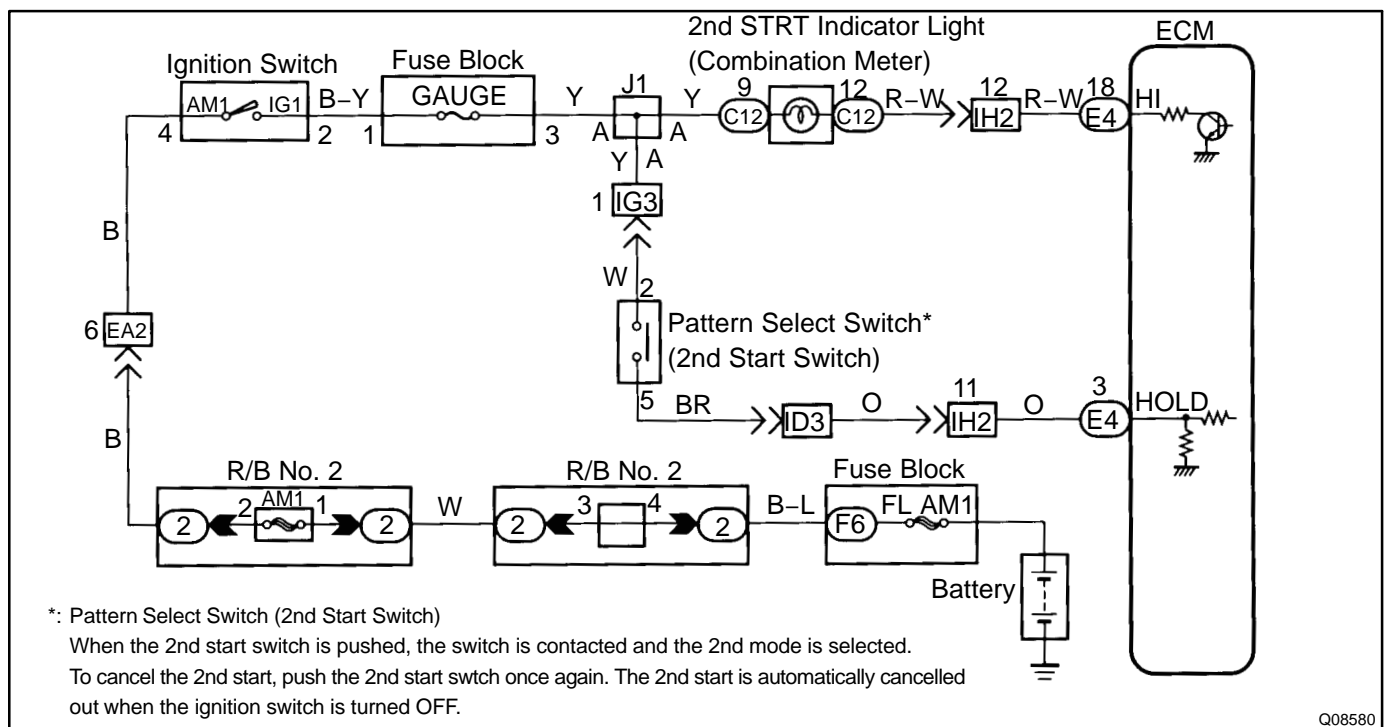 2nd STRT Indicator Light
(Combination Meter)
ECM
Ignition Switch
Fuse Block
AM1 IG1
B–Y
GAUGE
Y
J1
Y
9
C12
12
C12
R–W
12
IH2
R–W
18
E4
HI
4
2
1
3
A
A
Y A
1 IG3
B
W
2
Pattern Select Switch*
(2nd Start Switch)
6 EA2
5
BR
ID3
O
11
IH2
O
3
E4
HOLD
B
R/B No. 2
R/B No. 2
Fuse Block
2
2
AM1
1
2
W
2
3
4
2
B–L
F6
FL AM1
Battery
*: Pattern Select Switch (2nd Start Switch)
When the 2nd start switch is pushed, the switch is contacted and the 2nd mode is selected.
To cancel the 2nd start, push the 2nd start swtch once again. The 2nd start is automatically cancelled
out when the ignition switch is turned OFF.
Q08580